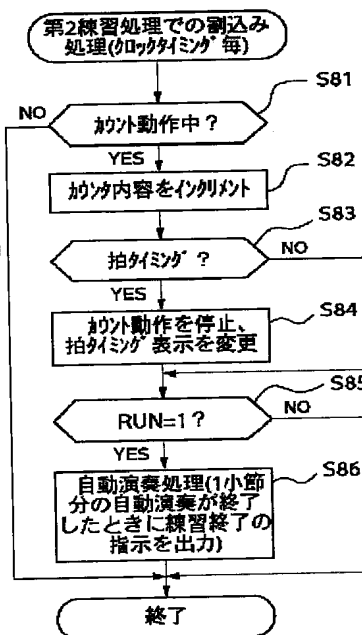 第2練習処理での割込み
処理(クロックタイミング毎)
S81
NO
カウント動作中?
YES
S82
カウンタ内容をインクリメント
S83
拍タイミング?
NO
YES
S84
カウント動作を停止、
拍タイミング表示を変更
S85
RUN=1?
NO
YES
S86
自動演奏処理(1小節
分の自動演奏が終了
したときに練習終了の
指示を出力)
終了